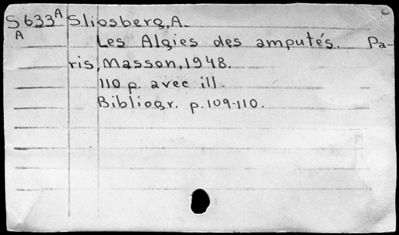 S633A Sliosberg, A.
A Les Algies des amputés. Pa-
ris, Masson, 1948.
110 p. avec ill.
Bibliogr. p. 109-110.